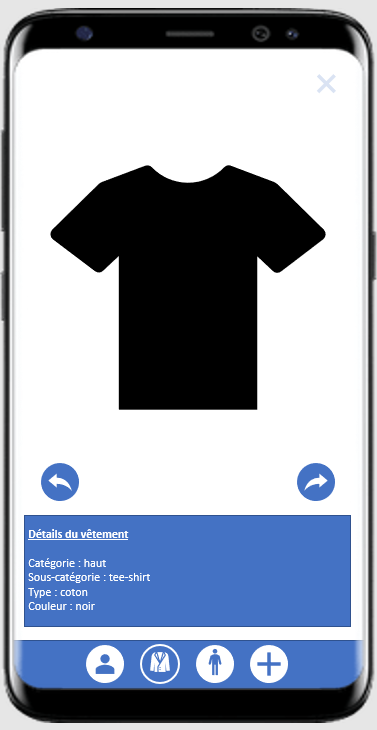 Détails du vêtement
Catégorie : haut
Sous-catégorie : tee-shirt
Type : coton
Couleur : noir